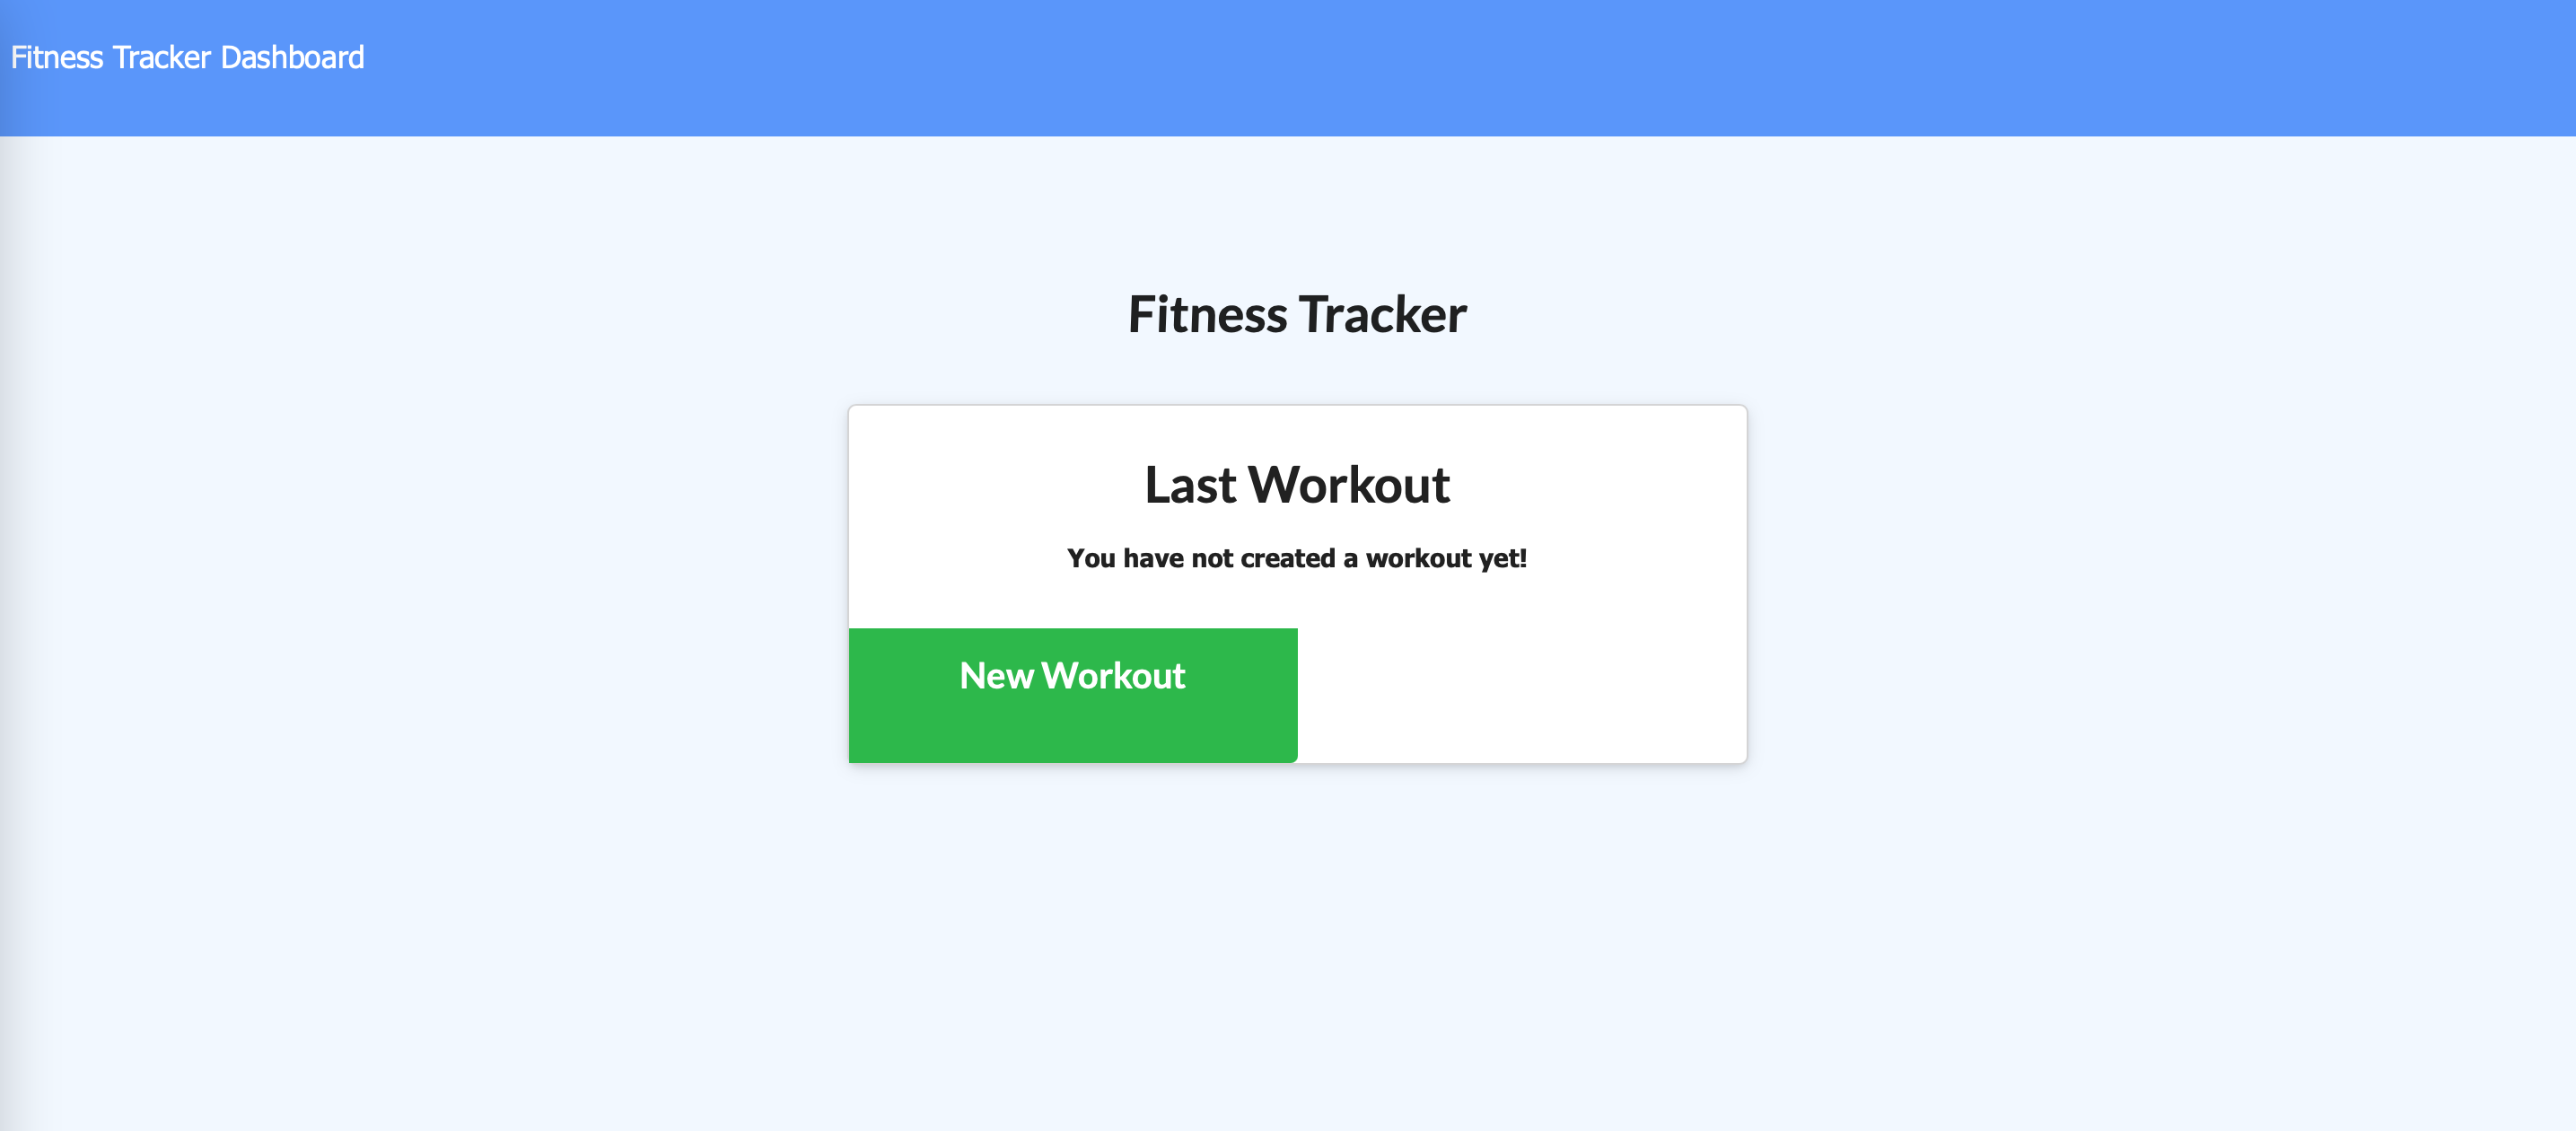 Fitness Tracker Dashboard
Fitness Tracker
Last Workout
You have not created a workout yet!
New Workout